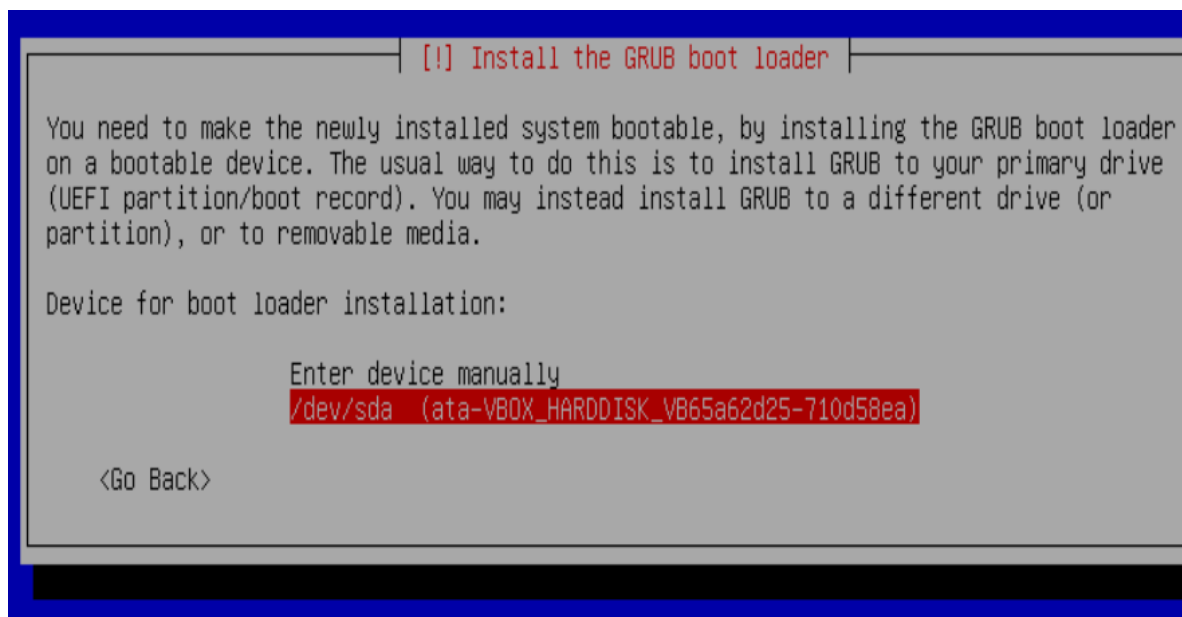 [!] Install the GRUB boot loader
You need to make the newly installed system bootable, by installing the GRUB boot loader
on a bootable device. The usual way to do this is to install GRUB to your primary drive
(UEFI partition/boot record). You may instead install GRUB to a different drive (or
partition), or to removable media.
Device for boot loader installation:
Enter device manually
/dev/sda  (ata-VBOX_HARDDISK_VB65a62d25-710d58ea)
<Go Back>